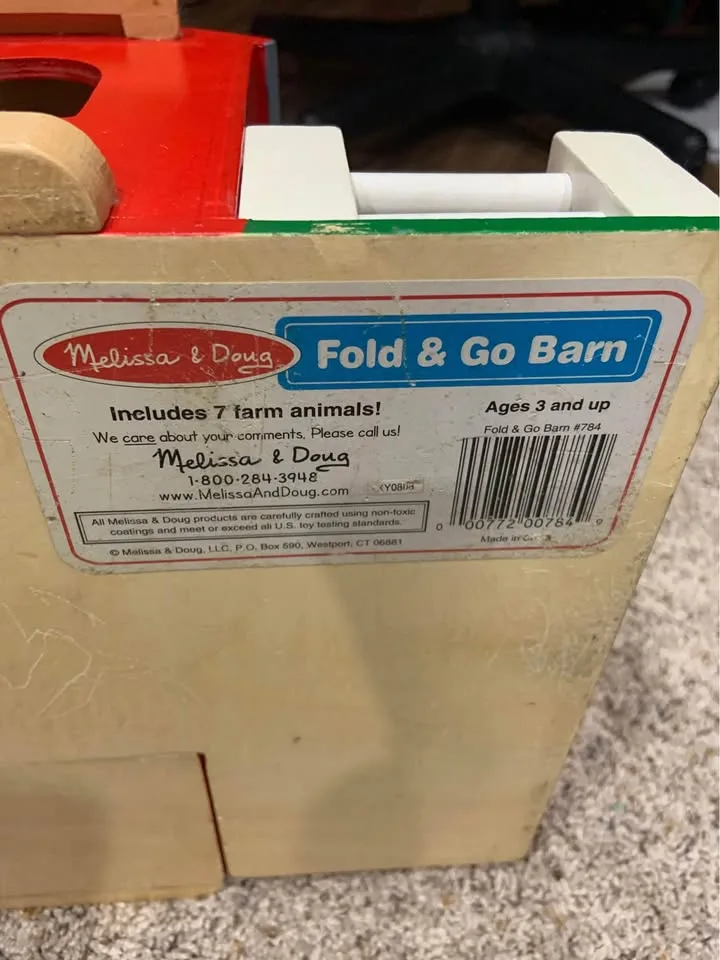 Melissa & Doug
Fold & Go Barn
Includes 7 farm animals!
We care about your comments. Please call us!
Melissa & Doug
1-800-284-3948
www.MelissaAndDoug.com
All Melissa & Doug products are carefully crafted using non-toxic
coatings and meet or exceed all U.S. toy testing standards.
© Melissa & Doug, LLC, P.O. Box 590, Westport, CT 06881
Ages 3 and up
Fold & Go Barn #784
0 00772 00784 9
Made in